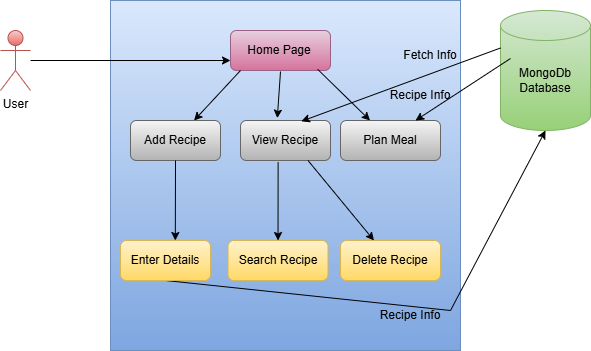 Home Page
Fetch Info
MongoDb
Database
Recipe Info
User
Add Recipe
View Recipe
Plan Meal
Enter Details
Search Recipe
Delete Recipe
Recipe Info